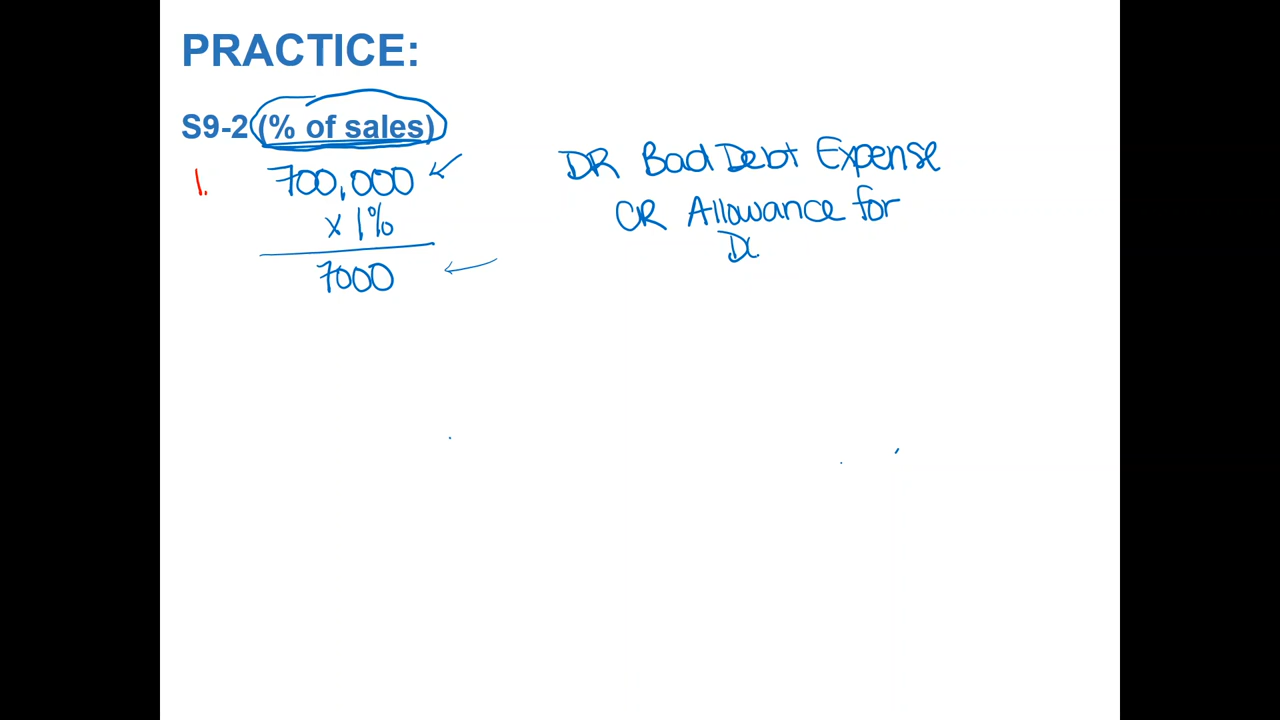 PRACTICE:
S9-2 (% of sales)
1. 700,000
x 1%
7000
DR Bad Debt Expense
CR Allowance for